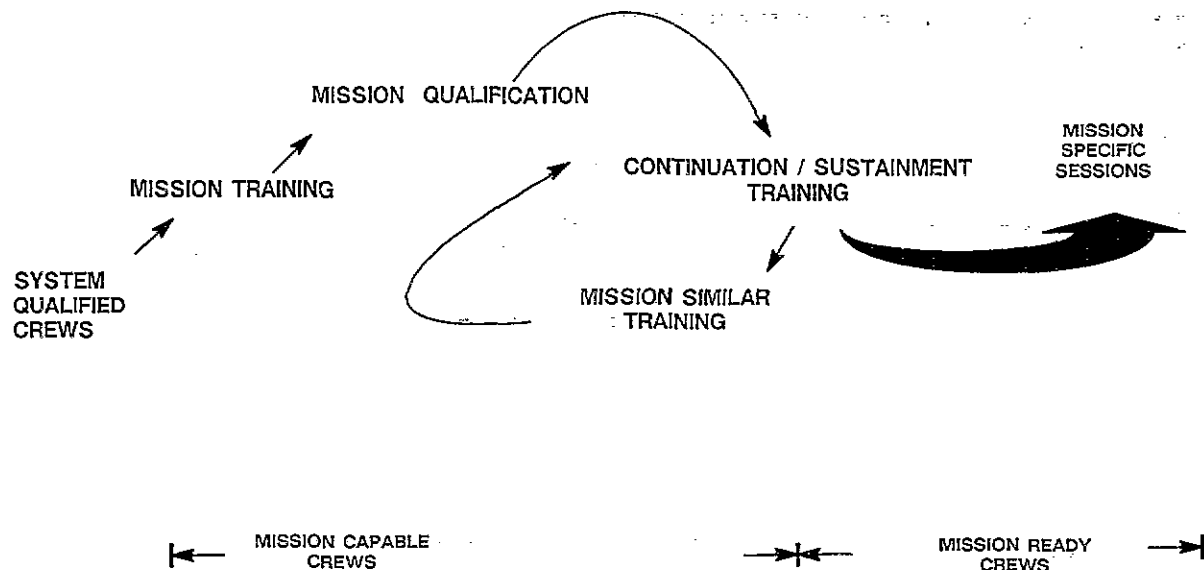 MISSION QUALIFICATION
MISSION
SPECIFIC
SESSIONS
CONTINUATION / SUSTAINMENT
TRAINING
MISSION TRAINING
SYSTEM
QUALIFIED
CREWS
MISSION SIMILAR
TRAINING
MISSION CAPABLE
CREWS
MISSION READY
CREWS